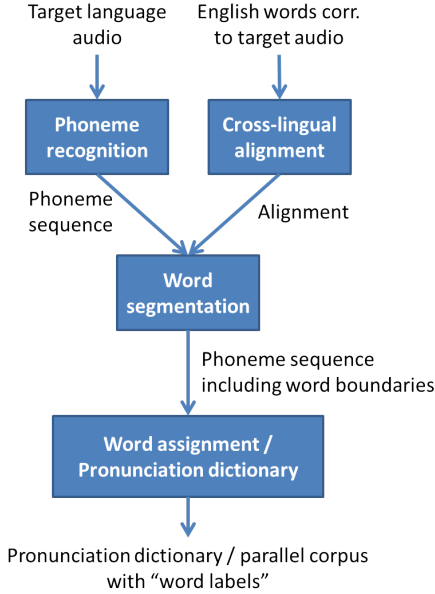 Target language
audio
English words corr.
to target audio
Phoneme
recognition
Cross-lingual
alignment
Phoneme
sequence
Alignment
Word
segmentation
Phoneme sequence
including word boundaries
Word assignment /
Pronunciation dictionary
Pronunciation dictionary / parallel corpus
with “word labels”